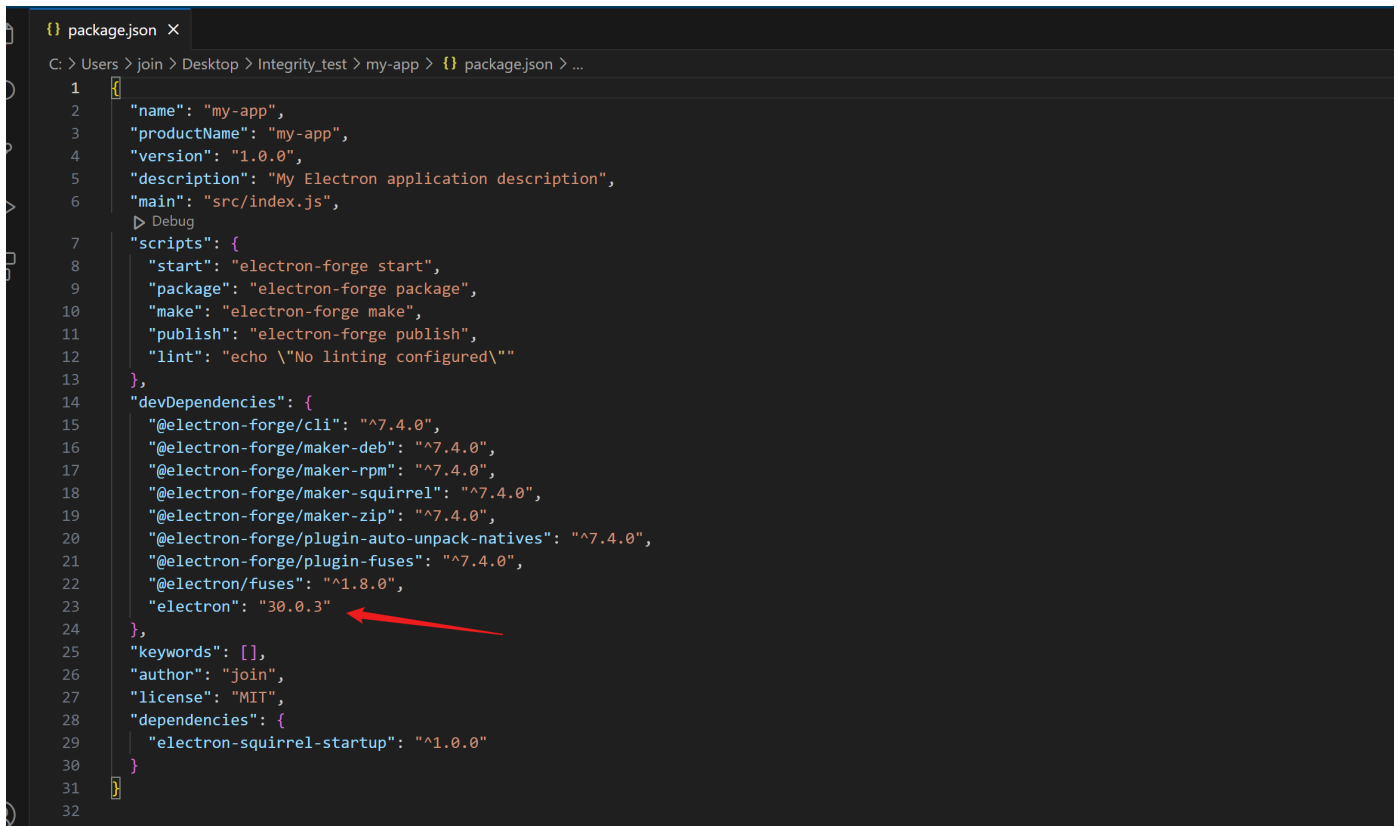 {} package.json ×
C: > Users > join > Desktop > Integrity_test > my-app > {} package.json > ...
1 {
2 "name": "my-app",
3 "productName": "my-app",
4 "version": "1.0.0",
5 "description": "My Electron application description",
6 "main": "src/index.js",
Debug
7 "scripts": {
8 "start": "electron-forge start",
9 "package": "electron-forge package",
10 "make": "electron-forge make",
11 "publish": "electron-forge publish",
12 "lint": "echo \"No linting configured\""
13 },
14 "devDependencies": {
15 "@electron-forge/cli": "^7.4.0",
16 "@electron-forge/maker-deb": "^7.4.0",
17 "@electron-forge/maker-rpm": "^7.4.0",
18 "@electron-forge/maker-squirrel": "^7.4.0",
19 "@electron-forge/maker-zip": "^7.4.0",
20 "@electron-forge/plugin-auto-unpack-natives": "^7.4.0",
21 "@electron-forge/plugin-fuses": "^7.4.0",
22 "@electron/fuses": "^1.8.0",
23 "electron": "30.0.3"
24 },
25 "keywords": [],
26 "author": "join",
27 "license": "MIT",
28 "dependencies": {
29 "electron-squirrel-startup": "^1.0.0"
30 }
31 }
32